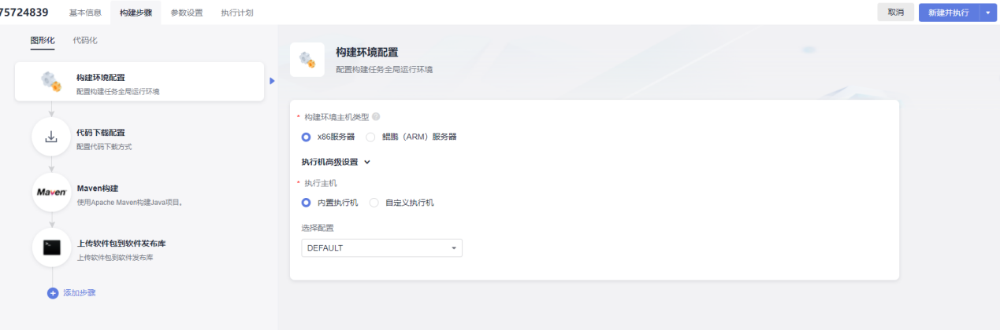 75724839 基本信息 构建步骤 参数设置 执行计划 取消 新建并执行
图形化 代码化
构建环境配置
配置构建任务全局运行环境
代码下载配置
配置代码下载方式
Maven
Maven构建
使用Apache Maven构建Java项目。
上传软件包到软件发布库
上传软件包到软件发布库
添加步骤
构建环境配置
配置构建任务全局运行环境
* 构建环境主机类型
x86服务器 鲲鹏（ARM）服务器
执行机高级设置
* 执行主机
内置执行机 自定义执行机
选择配置
DEFAULT